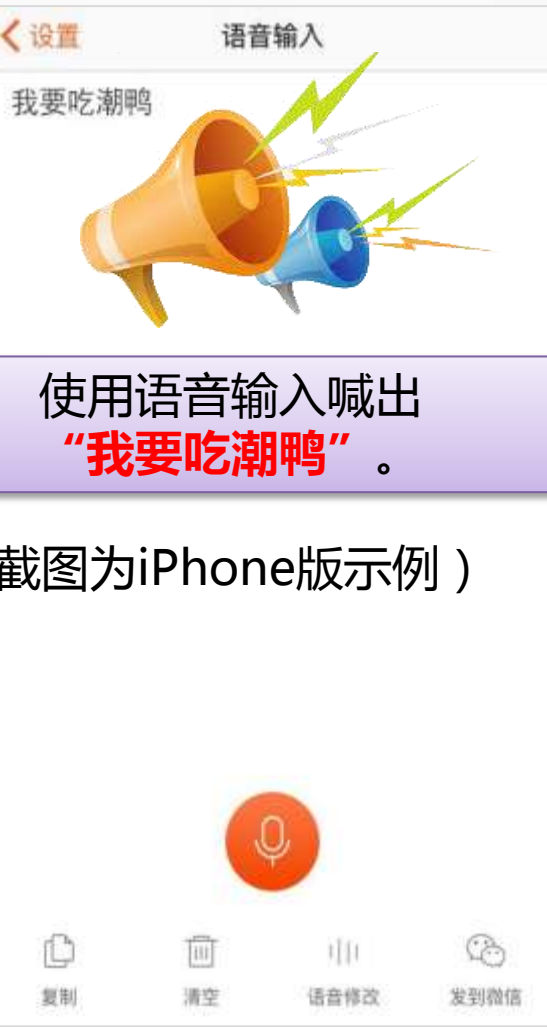 设置
语音输入
我要吃潮鸭
使用语音输入喊出
“我要吃潮鸭”。
截图为iPhone版示例）
复制
清空
语音修改
发到微信